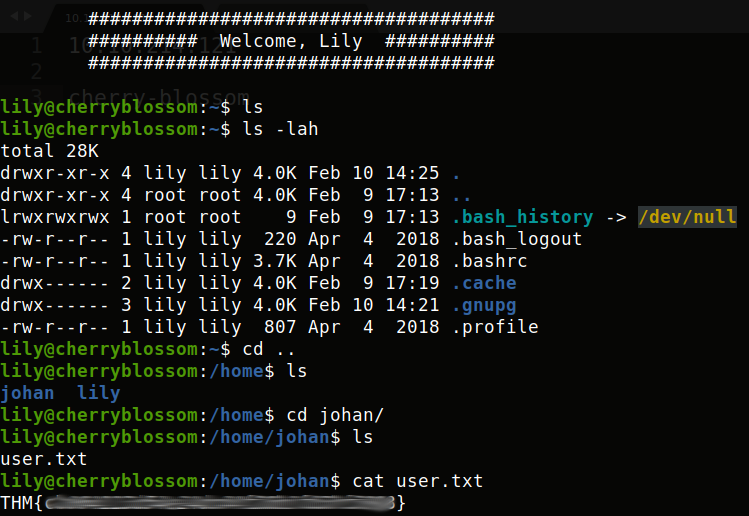 #####################################
########## Welcome, Lily ##########
#####################################
cherry-blossom
lily@cherryblossom:~$ ls
lily@cherryblossom:~$ ls -lah
total 28K
drwxr-xr-x 4 lily lily 4.0K Feb 10 14:25 .
drwxr-xr-x 4 root root 4.0K Feb  9 17:13 ..
lrwxrwxrwx 1 root root    9 Feb  9 17:13 .bash_history -> /dev/null
-rw-r--r-- 1 lily lily  220 Apr  4  2018 .bash_logout
-rw-r--r-- 1 lily lily 3.7K Apr  4  2018 .bashrc
drwx------ 2 lily lily 4.0K Feb  9 17:19 .cache
drwx------ 3 lily lily 4.0K Feb 10 14:21 .gnupg
-rw-r--r-- 1 lily lily  807 Apr  4  2018 .profile
lily@cherryblossom:~$ cd ..
lily@cherryblossom:/home$ ls
johan  lily
lily@cherryblossom:/home$ cd johan/
lily@cherryblossom:/home/johan$ ls
user.txt
lily@cherryblossom:/home/johan$ cat user.txt
THM{ }